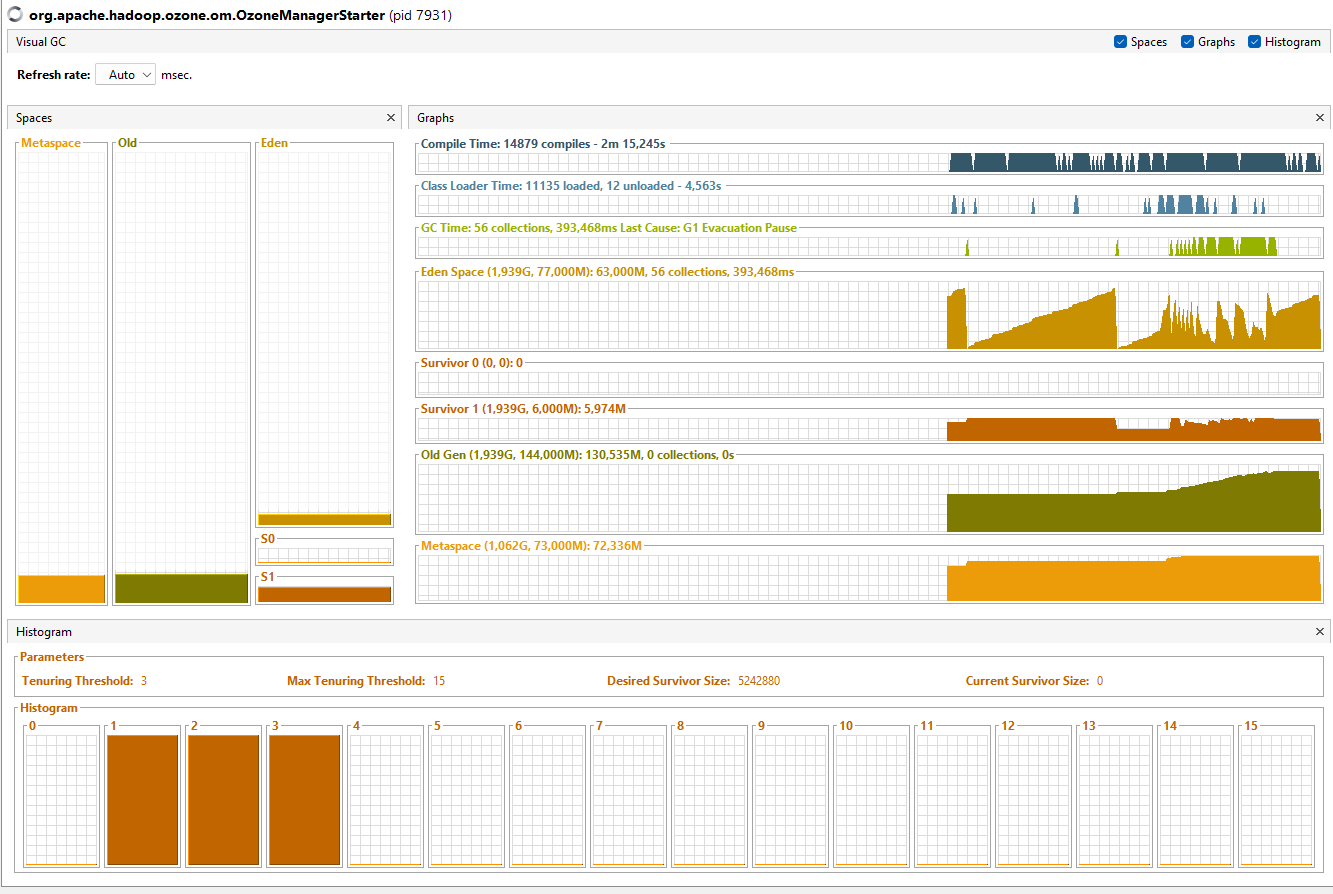 org.apache.hadoop.ozone.om.OzoneManagerStarter (pid 7931)
Visual GC
Spaces Graphs Histogram
Refresh rate: Auto msec.
Spaces
Metaspace
Old
Eden
S0
S1
Graphs
Compile Time: 14879 compiles - 2m 15,245s
Class Loader Time: 11135 loaded, 12 unloaded - 4,563s
GC Time: 56 collections, 393,468ms Last Cause: G1 Evacuation Pause
Eden Space (1,939G, 77,000M): 63,000M, 56 collections, 393,468ms
Survivor 0 (0, 0): 0
Survivor 1 (1,939G, 6,000M): 5,974M
Old Gen (1,939G, 144,000M): 130,535M, 0 collections, 0s
Metaspace (1,062G, 73,000M): 72,336M
Histogram
Parameters
Tenuring Threshold: 3 Max Tenuring Threshold: 15 Desired Survivor Size: 5242880 Current Survivor Size: 0
Histogram
0 1 2 3 4 5 6 7 8 9 10 11 12 13 14 15